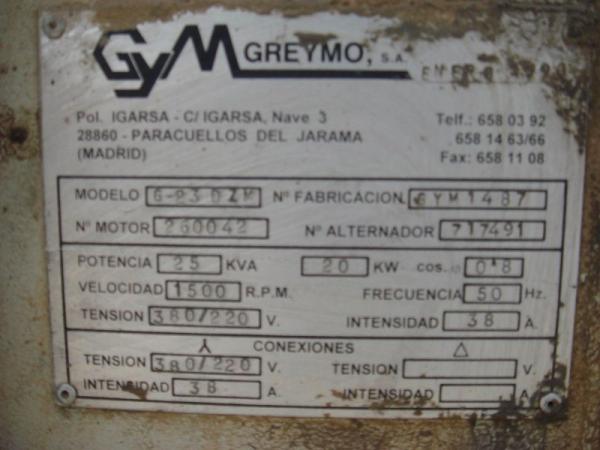 GYM GREYMO, S.A.
ENERO
Pol. IGARSA - C/ IGARSA, Nave 3
28860 - PARACUELLOS DEL JARAMA
(MADRID)
Telf.: 658 03 92
658 14 63/66
Fax: 658 11 08
MODELO G-23DZM Nº FABRICACION GYM1487
Nº MOTOR 260042 Nº ALTERNADOR 717491
POTENCIA 25 KVA 20 KW cos. 0'8
VELOCIDAD 1500 R.P.M. FRECUENCIA 50 Hz.
TENSION 380/220 V. INTENSIDAD 38 A.
CONEXIONES
TENSION 380/220 V. TENSION V.
INTENSIDAD 38 A. INTENSIDAD A.